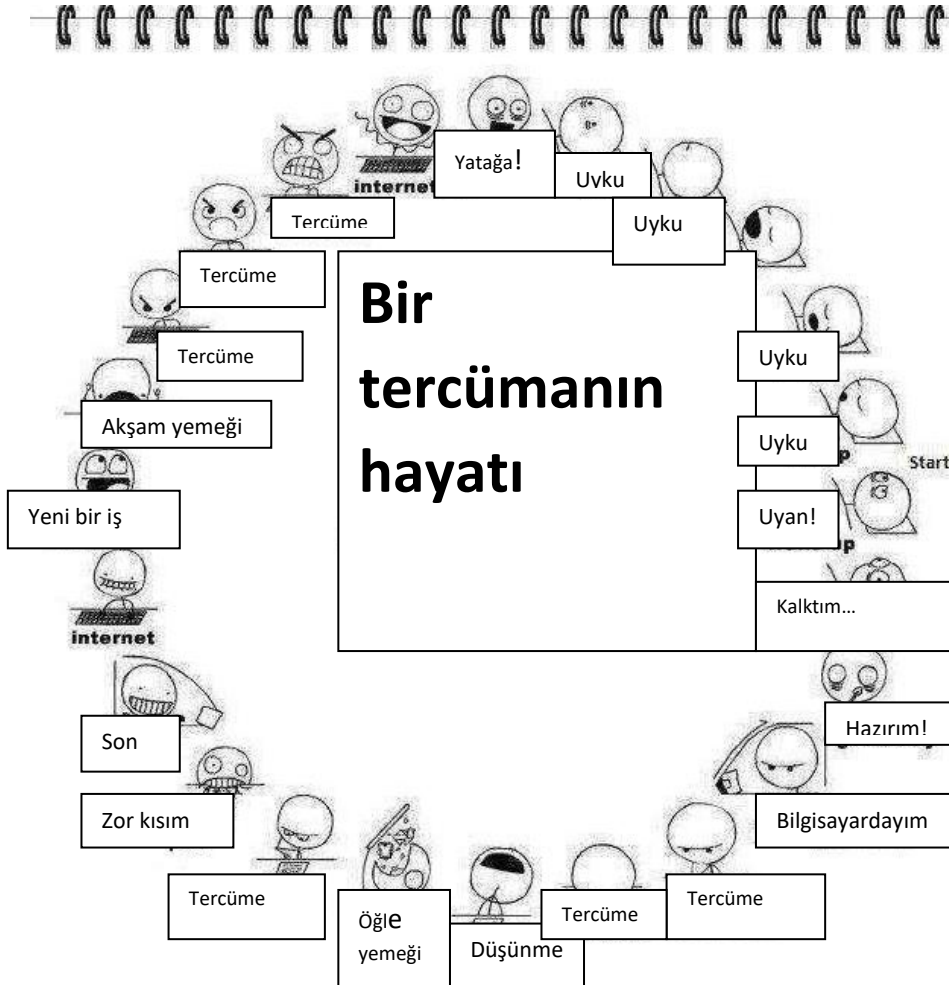 internet
Yatağa!
Uyku
Uyku
Tercüme
Tercüme
Tercüme
Bir
tercümanın
hayatı
Uyku
Uyku
Start
Akşam yemeği
Uyan!
Yeni bir iş
Kalktım...
internet
Son
Hazırım!
Zor kısım
Bilgisayardayım
Tercüme
Öğle
yemeği
Düşünme
Tercüme
Tercüme